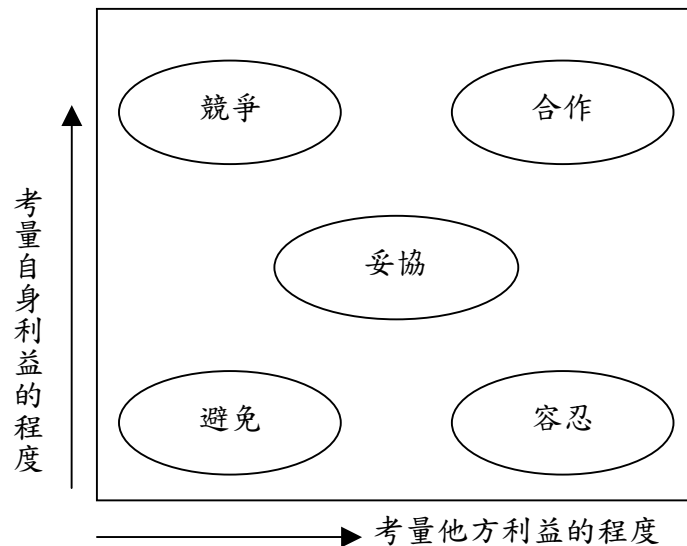 競爭
合作
妥協
避免
容忍
考量自身利益的程度
考量他方利益的程度